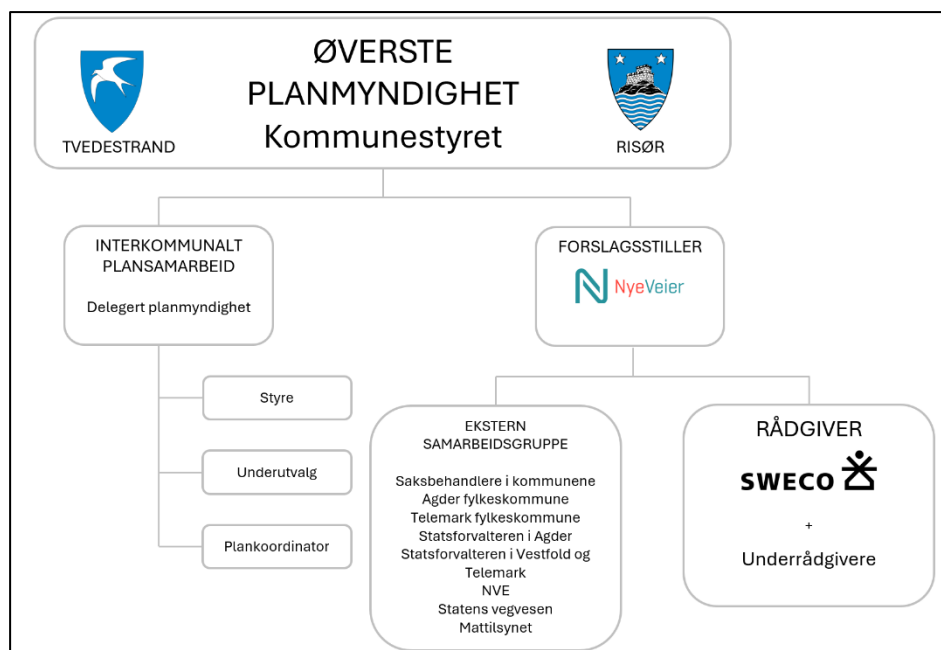 ØVERSTE
PLANMYNDIGHET
Kommunestyret
TVEDESTRAND
RISØR
INTERKOMMUNALT
PLANSAMARBEID
Delegert planmyndighet
Styre
Underutvalg
Plankoordinator
FORSLAGSSTILLER
NyeVeier
EKSTERN
SAMARBEIDSGRUPPE
Saksbehandlere i kommunene
Agder fylkeskommune
Telemark fylkeskommune
Statsforvalteren i Agder
Statsforvalteren i Vestfold og
Telemark
NVE
Statens vegvesen
Mattilsynet
RÅDGIVER
SWECO
+
Underrådgivere